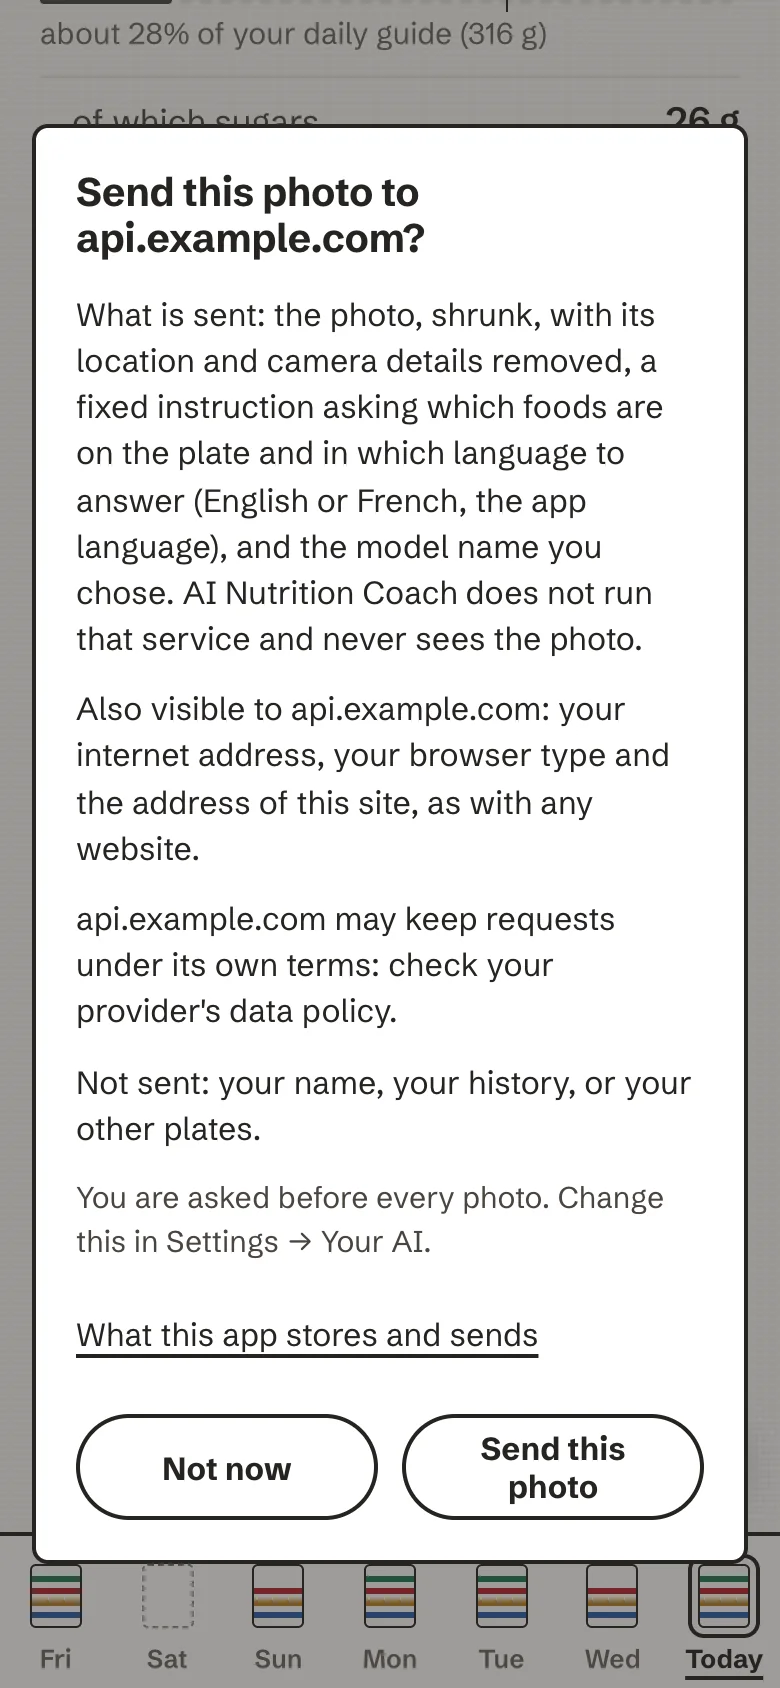 about 28% of your daily guide (316 g)
of which sugars 26 g
Send this photo to
api.example.com?
What is sent: the photo, shrunk, with its
location and camera details removed, a
fixed instruction asking which foods are
on the plate and in which language to
answer (English or French, the app
language), and the model name you
chose. AI Nutrition Coach does not run
that service and never sees the photo.
Also visible to api.example.com: your
internet address, your browser type and
the address of this site, as with any
website.
api.example.com may keep requests
under its own terms: check your
provider's data policy.
Not sent: your name, your history, or your
other plates.
You are asked before every photo. Change
this in Settings → Your AI.
What this app stores and sends
Not now
Send this
photo
Fri Sat Sun Mon Tue Wed Today